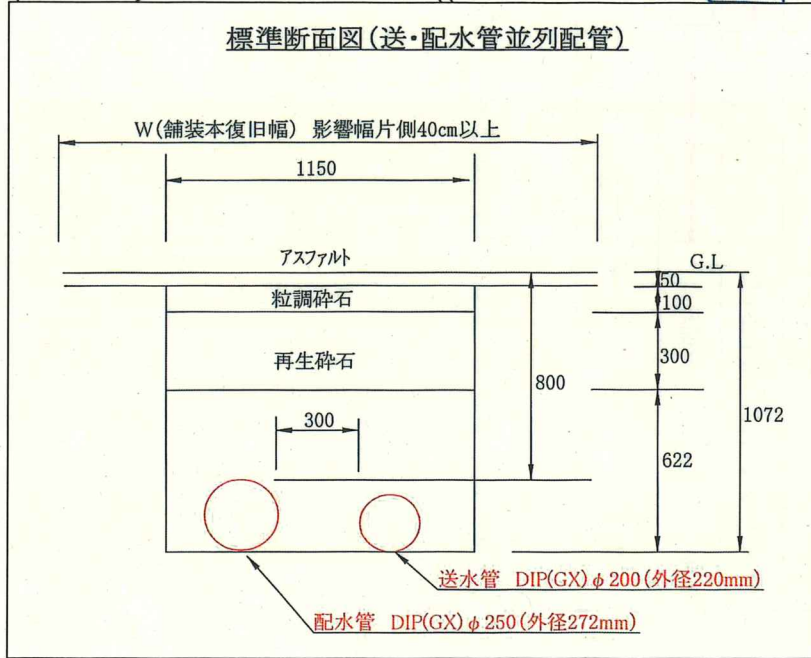 標準断面図(送・配水管並列配管)
W(舗装本復旧幅) 影響幅片側40cm以上
1150
アスファルト
G.L
50
粒調砕石
100
再生砕石
300
800
300
1072
622
送水管 DIP(GX)φ200(外径220mm)
配水管 DIP(GX)φ250(外径272mm)